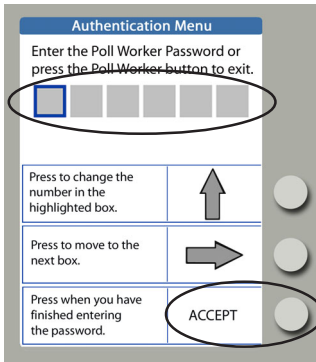 Authentication Menu
Enter the Poll Worker Password or
press the Poll Worker button to exit.
Press to change the
number in the
highlighted box.
Press to move to the
next box.
Press when you have
finished entering
the password.
ACCEPT